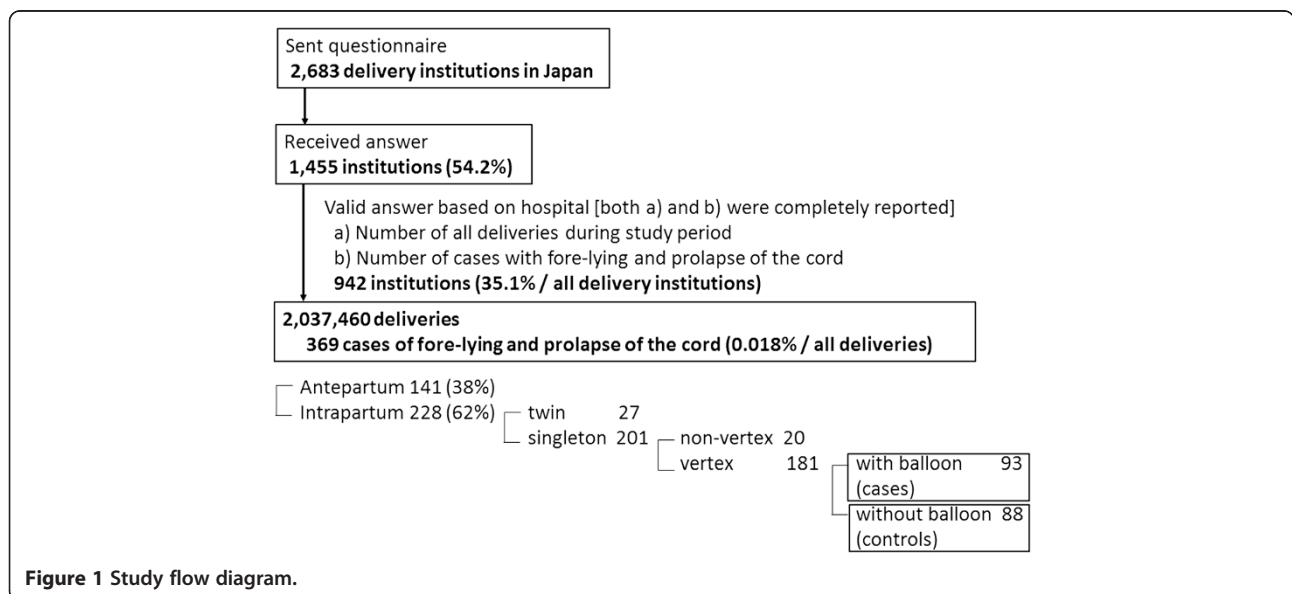 Sent questionnaire
2,683 delivery institutions in Japan
Received answer
1,455 institutions (54.2%)
Valid answer based on hospital [both a) and b) were completely reported]
a) Number of all deliveries during study period
b) Number of cases with fore-lying and prolapse of the cord
942 institutions (35.1% / all delivery institutions)
2,037,460 deliveries
369 cases of fore-lying and prolapse of the cord (0.018% / all deliveries)
Antepartum 141 (38%)
Intrapartum 228 (62%)
twin 27
singleton 201
non-vertex 20
vertex 181
with balloon 93
(cases)
without balloon 88
(controls)
Figure 1 Study flow diagram.